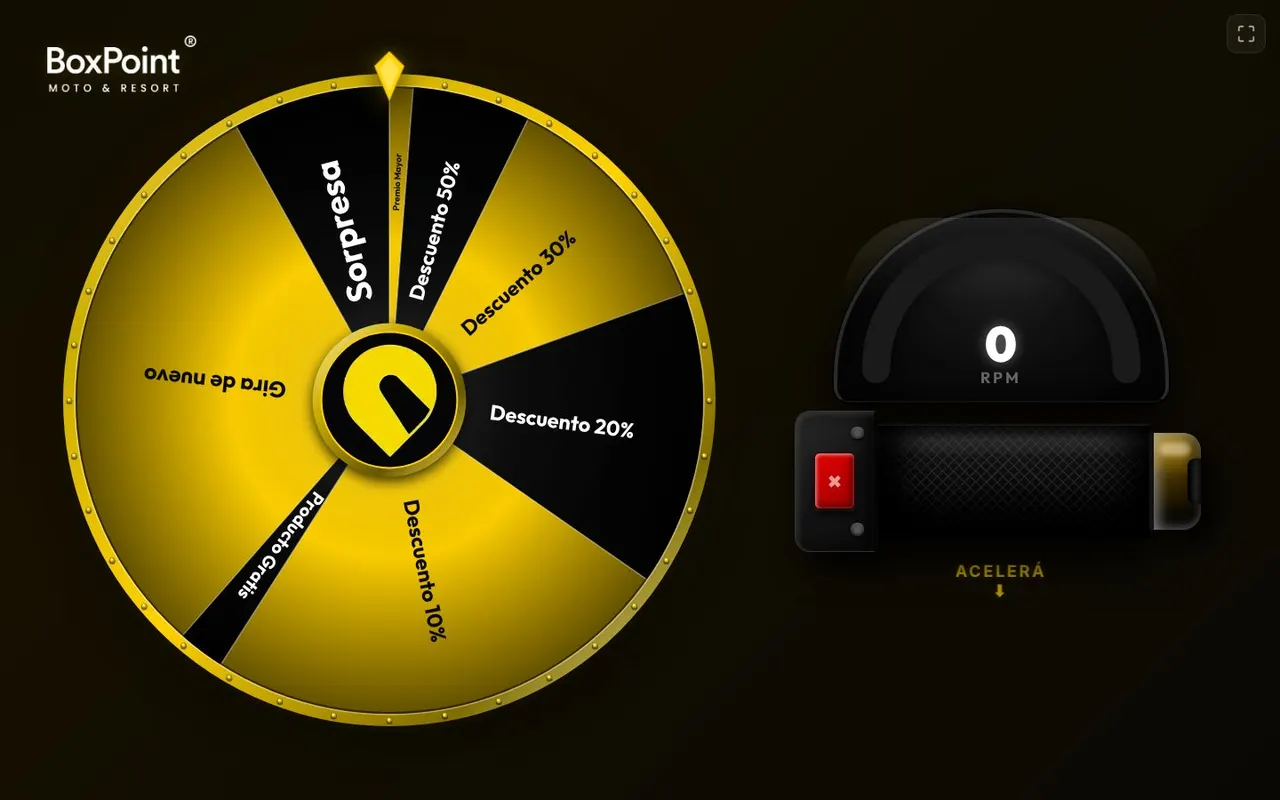 BoxPoint®
MOTO & RESORT
Sorpresa
Premio Mayor
Descuento 50%
Descuento 30%
Descuento 20%
Descuento 10%
Producto Gratis
Gira de nuevo
0
RPM
ACELERÁ